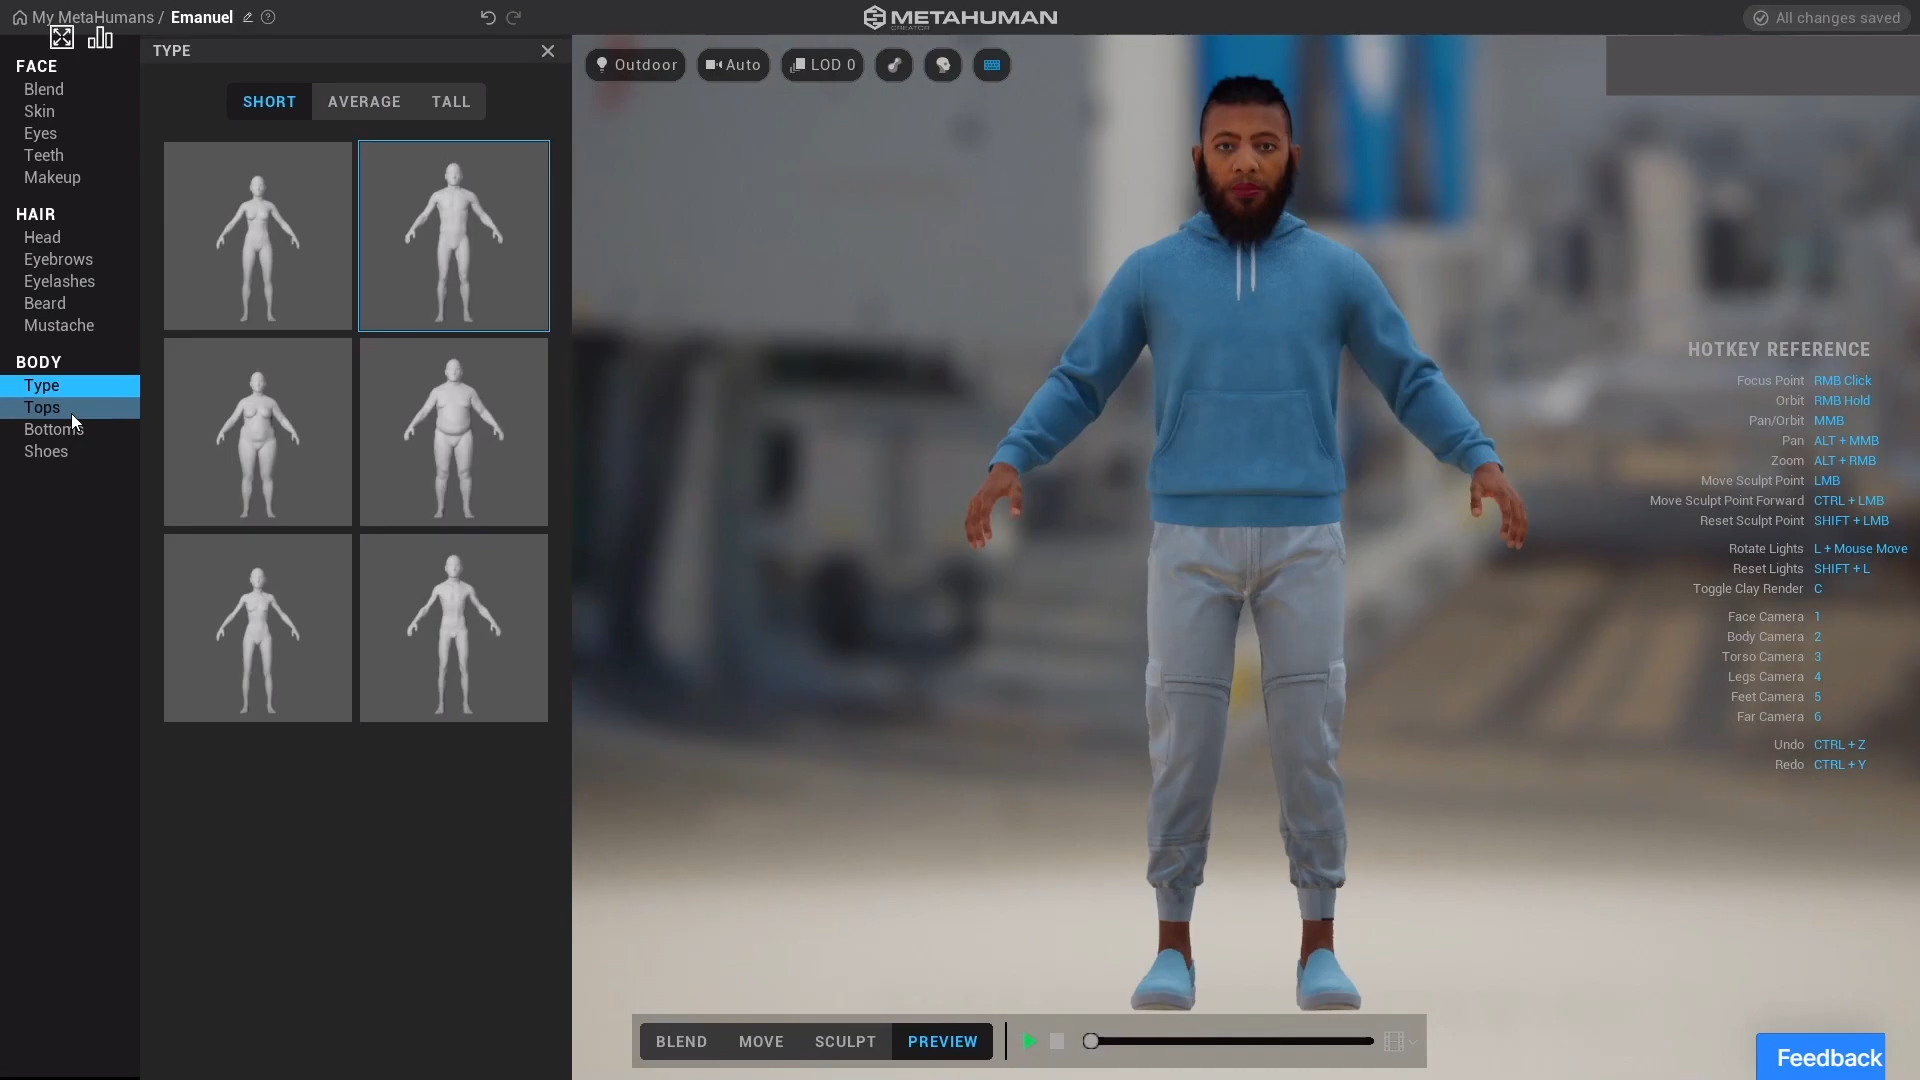 My MetaHumans / Emanuel
METAHUMAN
CREATOR
All changes saved
FACE
Blend
Skin
Eyes
Teeth
Makeup
HAIR
Head
Eyebrows
Eyelashes
Beard
Mustache
BODY
Type
Tops
Bottoms
Shoes
TYPE
SHORT AVERAGE TALL
Outdoor Auto LOD 0
HOTKEY REFERENCE
Focus Point RMB Click
Orbit RMB Hold
Pan/Orbit MMB
Pan ALT + MMB
Zoom ALT + RMB
Move Sculpt Point LMB
Move Sculpt Point Forward CTRL + LMB
Reset Sculpt Point SHIFT + LMB
Rotate Lights L + Mouse Move
Reset Lights SHIFT + L
Toggle Clay Render C
Face Camera 1
Body Camera 2
Torso Camera 3
Legs Camera 4
Feet Camera 5
Far Camera 6
Undo CTRL + Z
Redo CTRL + Y
BLEND MOVE SCULPT PREVIEW
Feedback